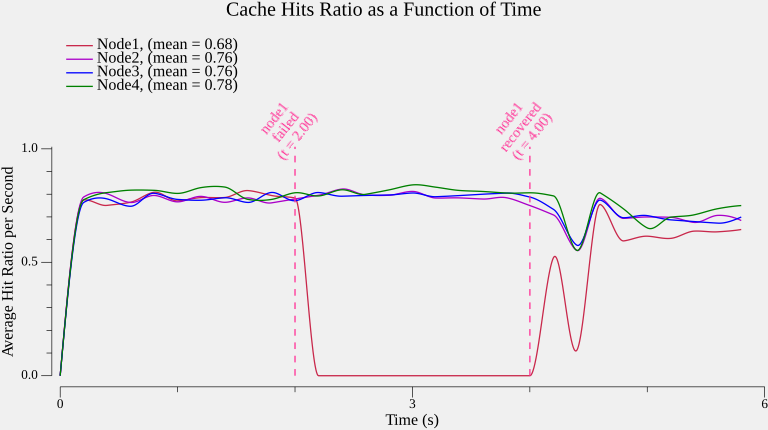 Cache Hits Ratio as a Function of Time
Node1, (mean = 0.68)
Node2, (mean = 0.76)
Node3, (mean = 0.76)
Node4, (mean = 0.78)
node1
failed
(t = 2.00)
node1
recovered
(t = 4.00)
Average Hit Ratio per Second
1.0
0.5
0.0
0
3
6
Time (s)